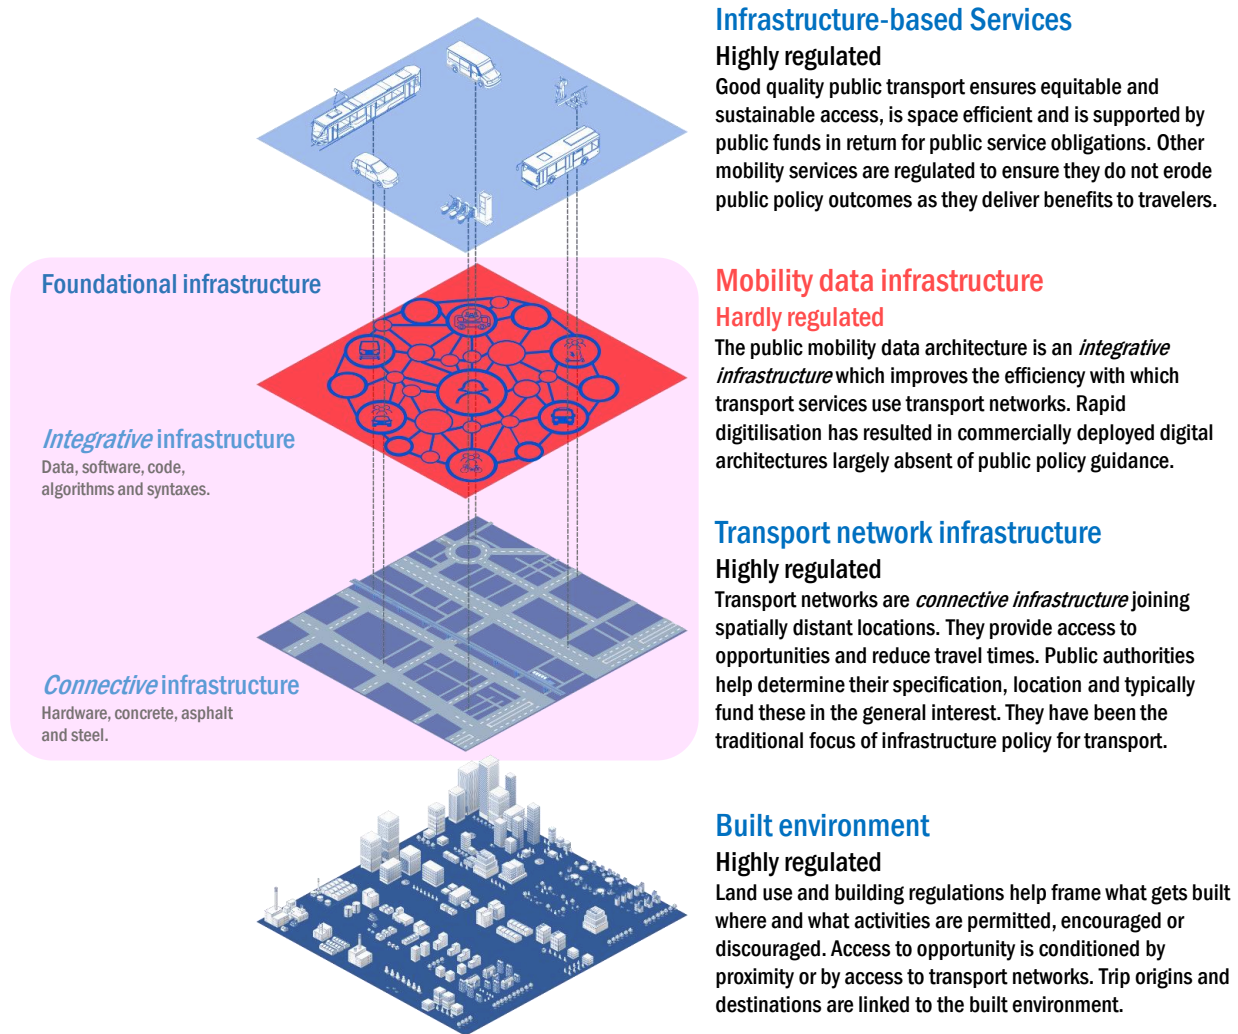 Infrastructure-based Services
Highly regulated
Good quality public transport ensures equitable and
sustainable access, is space efficient and is supported by
public funds in return for public service obligations. Other
mobility services are regulated to ensure they do not erode
public policy outcomes as they deliver benefits to travelers.
Foundational infrastructure
Mobility data infrastructure
Hardly regulated
The public mobility data architecture is an integrative
infrastructure which improves the efficiency with which
transport services use transport networks. Rapid
digitilisation has resulted in commercially deployed digital
architectures largely absent of public policy guidance.
Integrative infrastructure
Data, software, code,
algorithms and syntaxes.
Transport network infrastructure
Highly regulated
Transport networks are connective infrastructure joining
spatially distant locations. They provide access to
opportunities and reduce travel times. Public authorities
help determine their specification, location and typically
fund these in the general interest. They have been the
traditional focus of infrastructure policy for transport.
Connective infrastructure
Hardware, concrete, asphalt
and steel.
Built environment
Highly regulated
Land use and building regulations help frame what gets built
where and what activities are permitted, encouraged or
discouraged. Access to opportunity is conditioned by
proximity or by access to transport networks. Trip origins and
destinations are linked to the built environment.